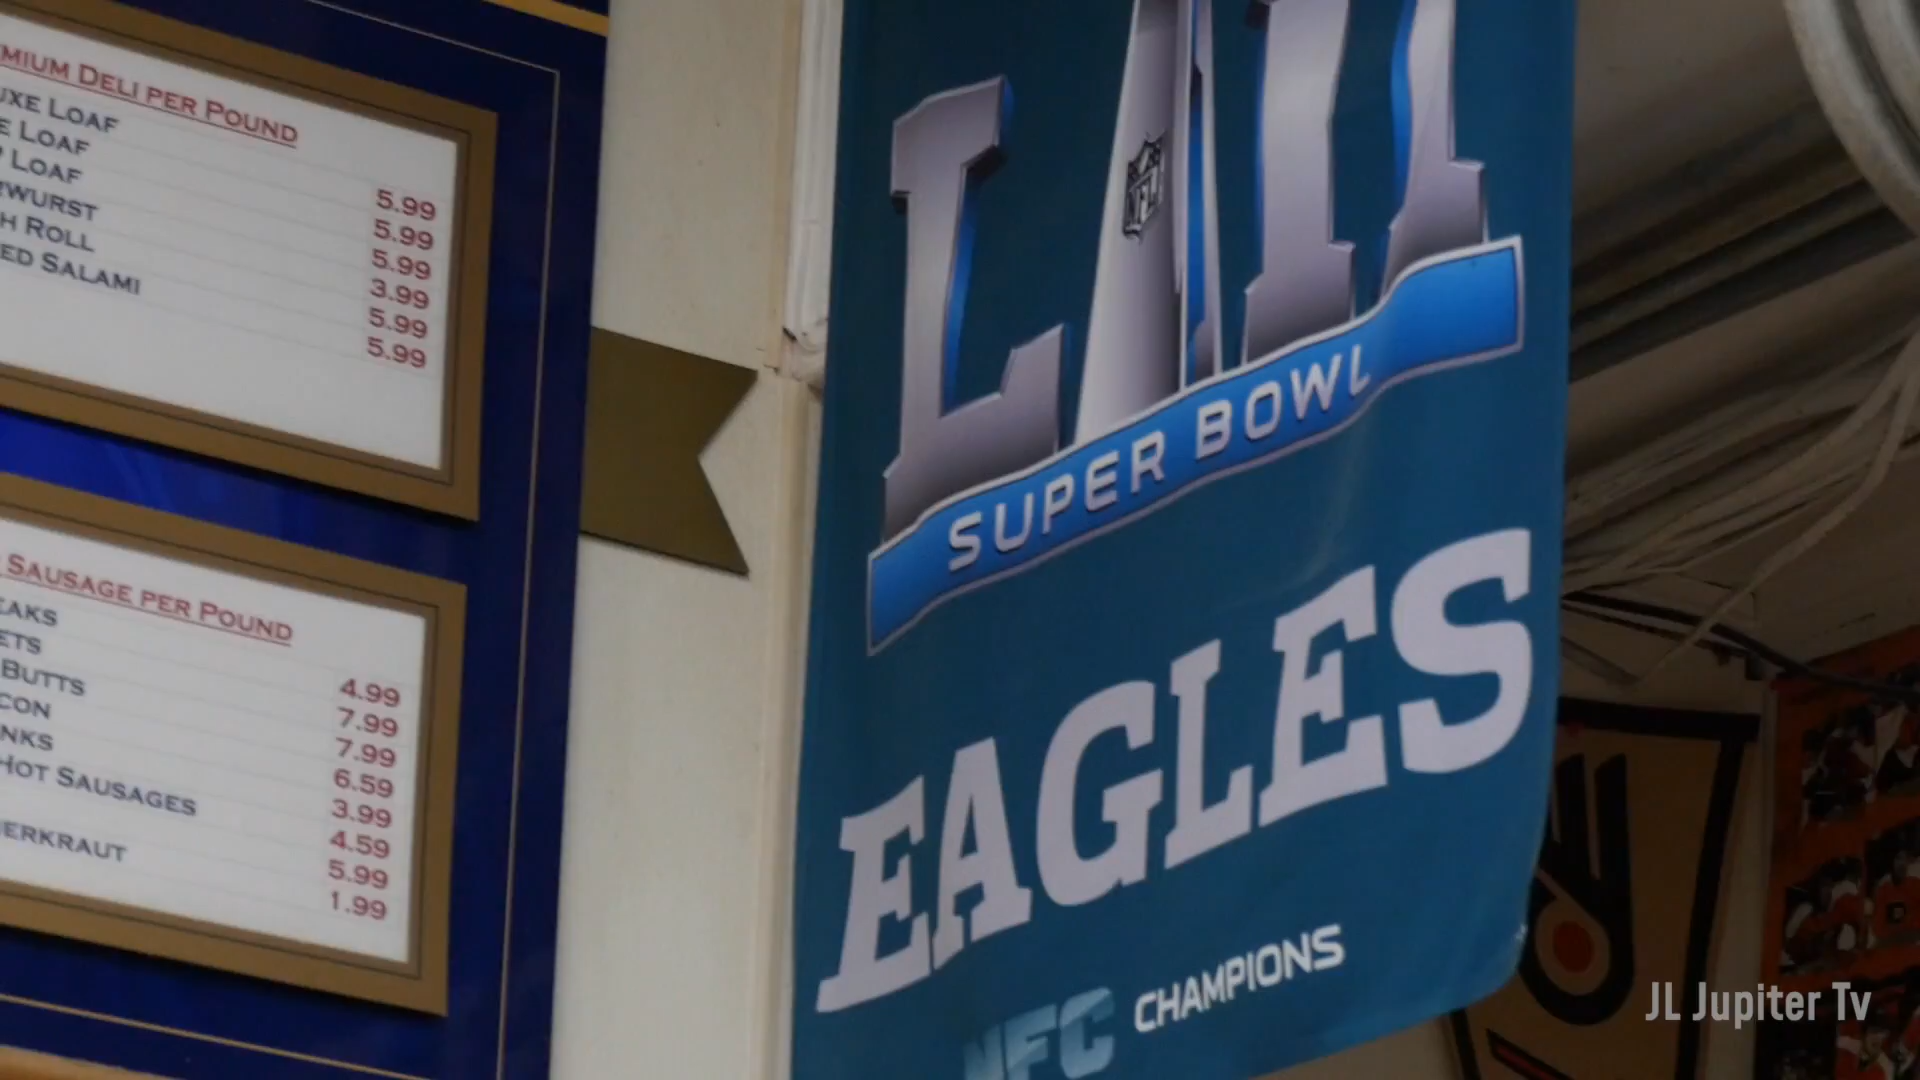 MIUM DELI PER POUND
UXE LOAF 5.99
E LOAF 5.99
P LOAF 5.99
RWURST 3.99
H ROLL 5.99
ED SALAMI 5.99
SAUSAGE PER POUND
EAKS 4.99
ETS 7.99
BUTTS 7.99
CON 6.59
NKS 3.99
HOT SAUSAGES 4.59
5.99
ERKRAUT 1.99
LII
NFL
SUPER BOWL
EAGLES
NFC CHAMPIONS
JL Jupiter Tv